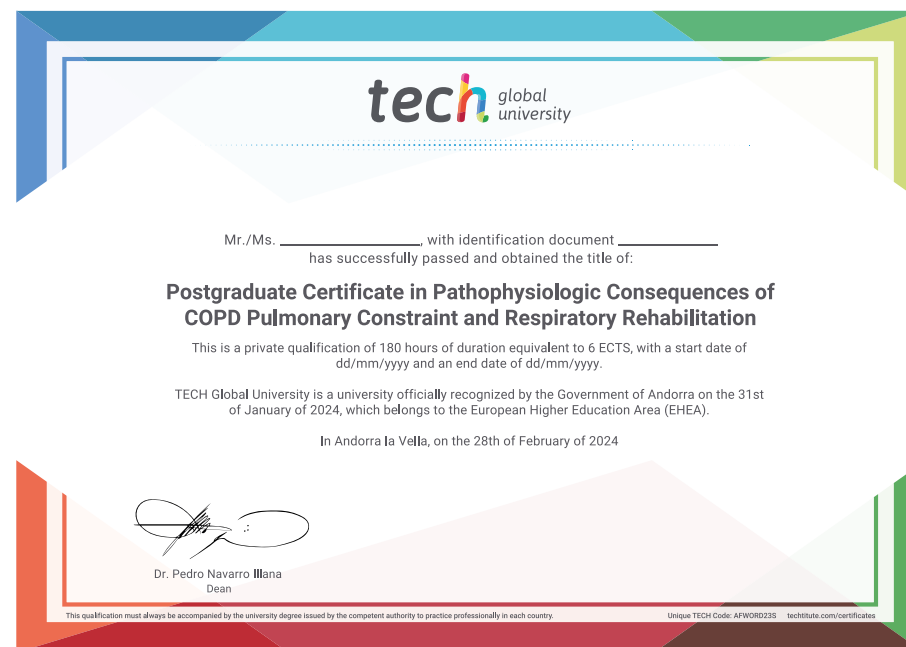 tech global
university
Mr./Ms. ____________________, with identification document ______________
has successfully passed and obtained the title of:
Postgraduate Certificate in Pathophysiologic Consequences of
COPD Pulmonary Constraint and Respiratory Rehabilitation
This is a private qualification of 180 hours of duration equivalent to 6 ECTS, with a start date of
dd/mm/yyyy and an end date of dd/mm/yyyy.
TECH Global University is a university officially recognized by the Government of Andorra on the 31st
of January of 2024, which belongs to the European Higher Education Area (EHEA).
In Andorra la Vella, on the 28th of February of 2024
Dr. Pedro Navarro Illana
Dean
This qualification must always be accompanied by the university degree issued by the competent authority to practice professionally in each country.
Unique TECH Code: AFWORD23S techtitute.com/certificates